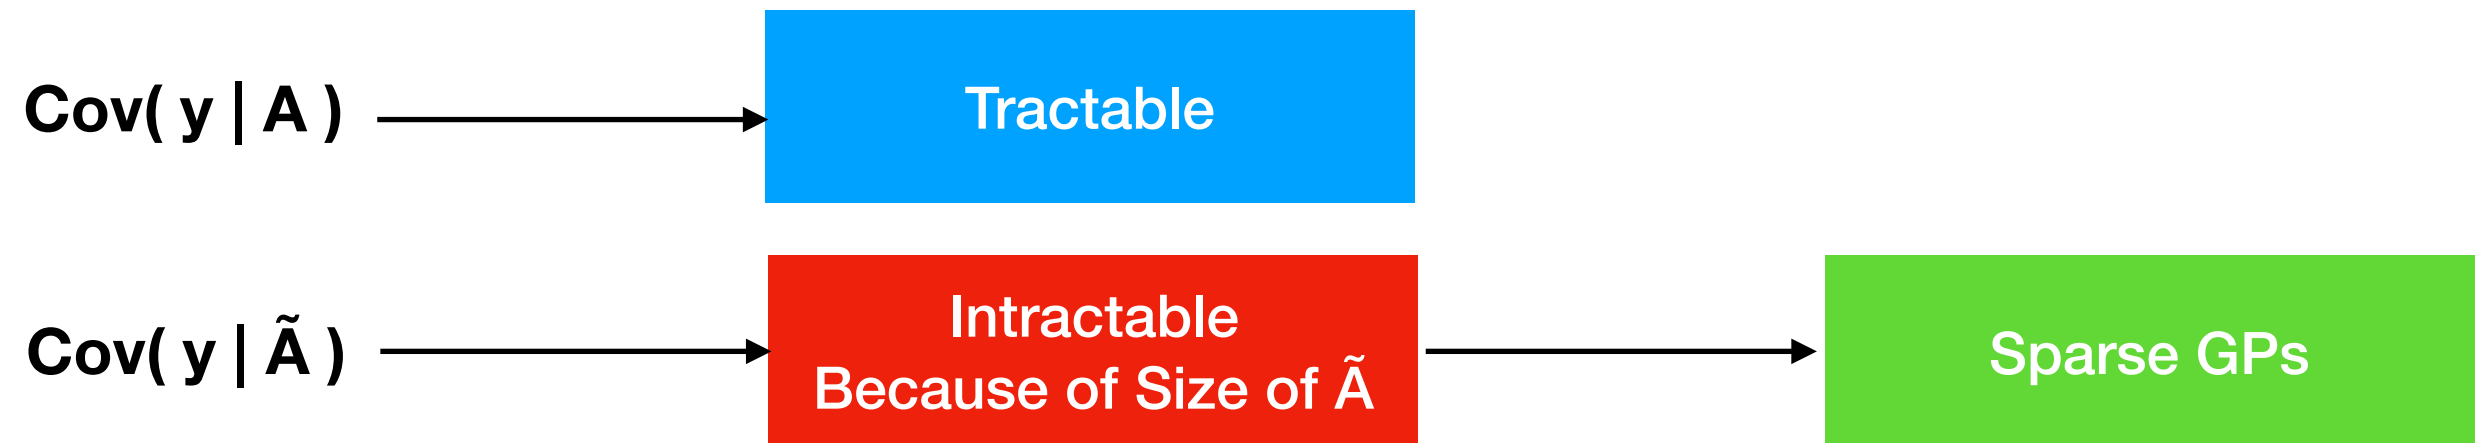 Cov( y | A )
Tractable
Cov( y | Ã )
Intractable
Because of Size of Ã
Sparse GPs